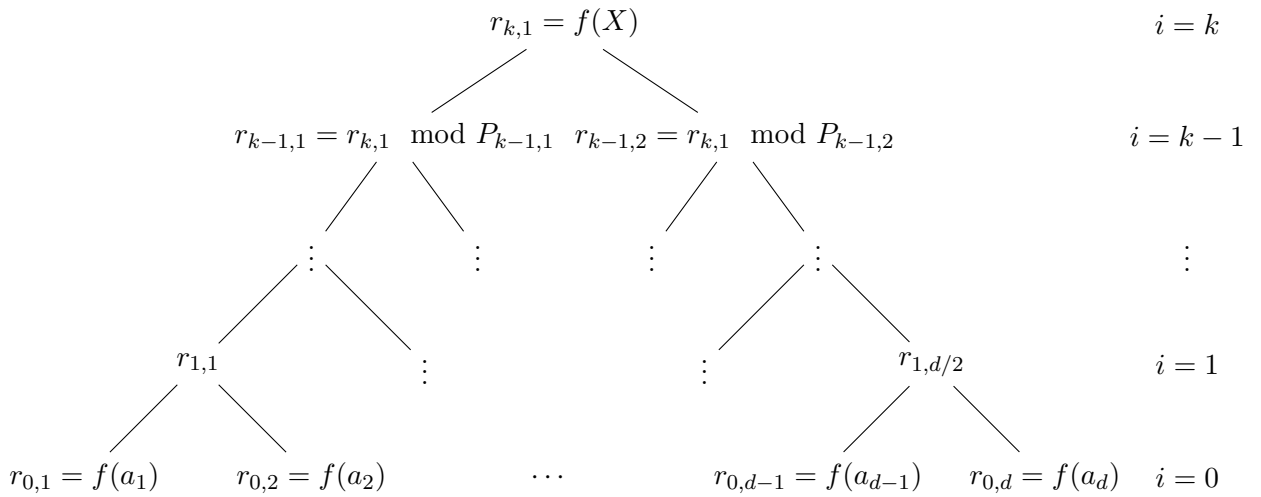 r_{k,1} = f(X) i = k
r_{k−1,1} = r_{k,1} mod P_{k−1,1} r_{k−1,2} = r_{k,1} mod P_{k−1,2} i = k − 1
⋮ ⋮ ⋮ ⋮ ⋮
r_{1,1} ⋮ ⋮ r_{1,d/2} i = 1
r_{0,1} = f(a_1) r_{0,2} = f(a_2) ⋯ r_{0,d−1} = f(a_{d−1}) r_{0,d} = f(a_d) i = 0